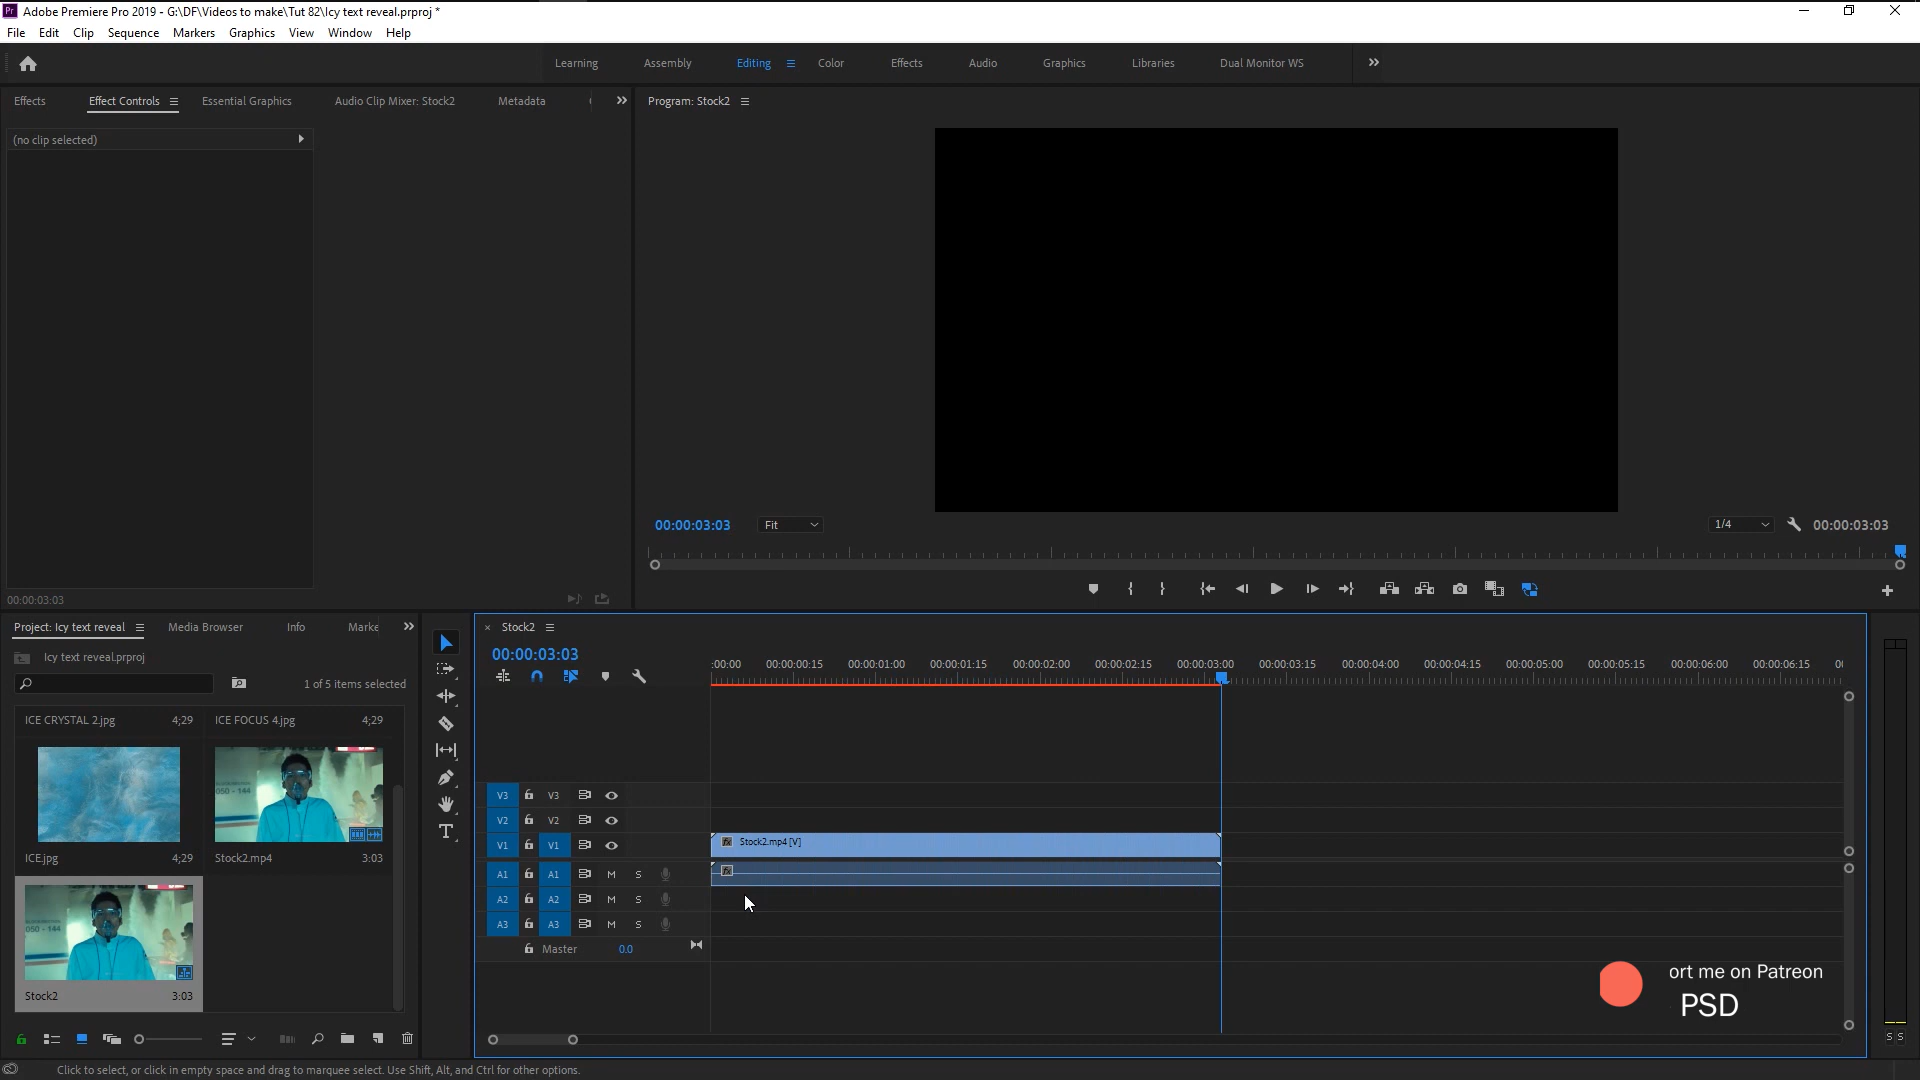 Adobe Premiere Pro 2019 - G:\DF\Videos to make\Tut 82\Icy text reveal.prproj *
File Edit Clip Sequence Markers Graphics View Window Help
Learning Assembly Editing Color Effects Audio Graphics Libraries Dual Monitor WS
Effects Effect Controls Essential Graphics Audio Clip Mixer: Stock2 Metadata
Program: Stock2
(no clip selected)
00:00:03:03 Fit 1/4 00:00:03:03
00:00:03:03
Project: Icy text reveal Media Browser Info Marke
Stock2
Icy text reveal.prproj
00:00:03:03
:00:00 00:00:00:15 00:00:01:00 00:00:01:15 00:00:02:00 00:00:02:15 00:00:03:00 00:00:03:15 00:00:04:00 00:00:04:15 00:00:05:00 00:00:05:15 00:00:06:00 00:00:06:15
1 of 5 items selected
ICE CRYSTAL 2.jpg 4;29 ICE FOCUS 4.jpg 4;29
ICE.jpg 4;29 Stock2.mp4 3:03
Stock2 3:03
V3 V3
V2 V2
V1 V1 Stock2.mp4 [V]
A1 A1 M S
A2 A2 M S
A3 A3 M S
Master 0.0
ort me on Patreon
PSD
S S
Click to select, or click in empty space and drag to marquee select. Use Shift, Alt, and Ctrl for other options.